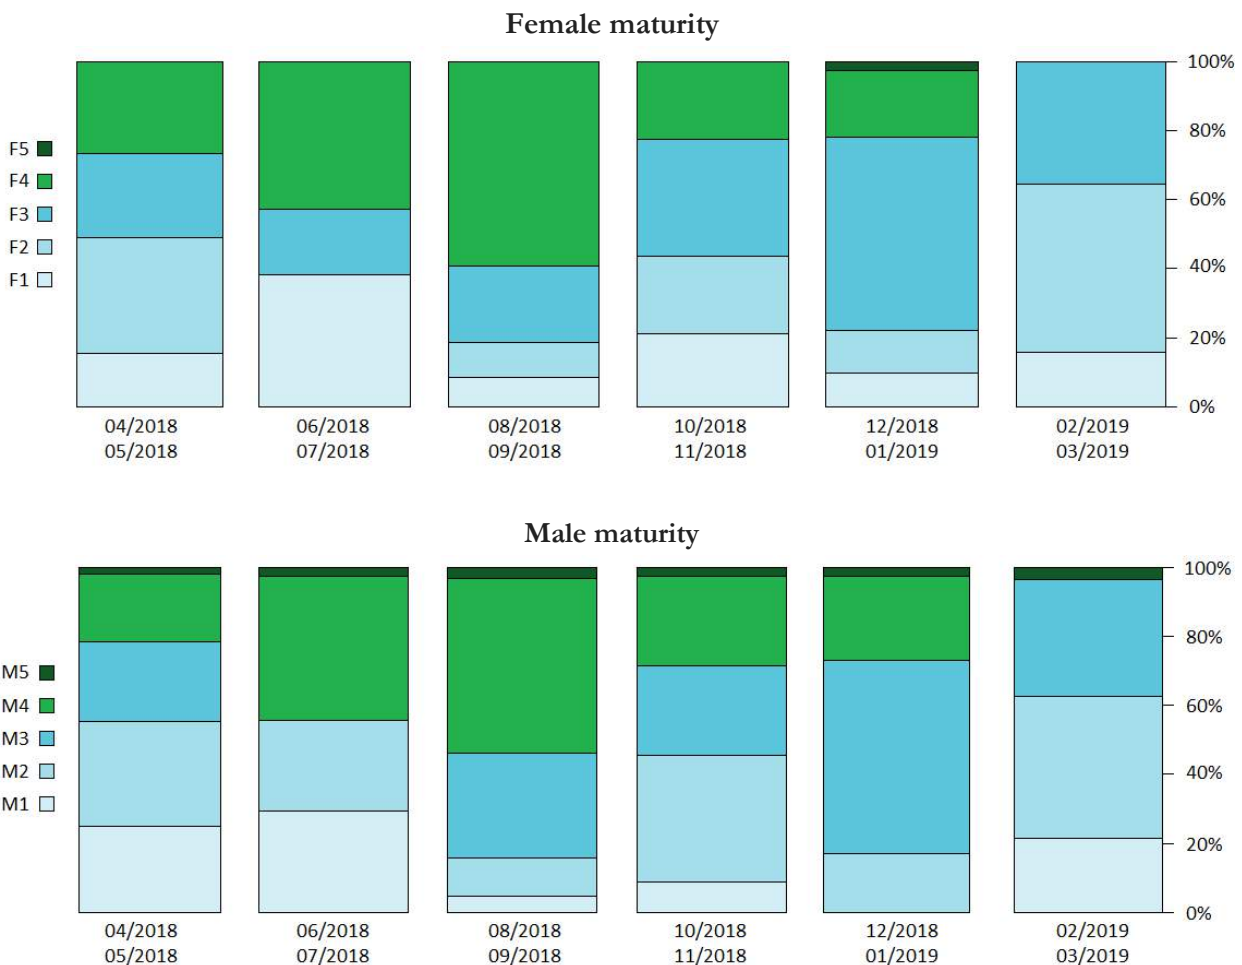 Female maturity
F5
F4
F3
F2
F1
100%
80%
60%
40%
20%
0%
04/2018 06/2018 08/2018 10/2018 12/2018 02/2019
05/2018 07/2018 09/2018 11/2018 01/2019 03/2019
Male maturity
M5
M4
M3
M2
M1
100%
80%
60%
40%
20%
0%
04/2018 06/2018 08/2018 10/2018 12/2018 02/2019
05/2018 07/2018 09/2018 11/2018 01/2019 03/2019